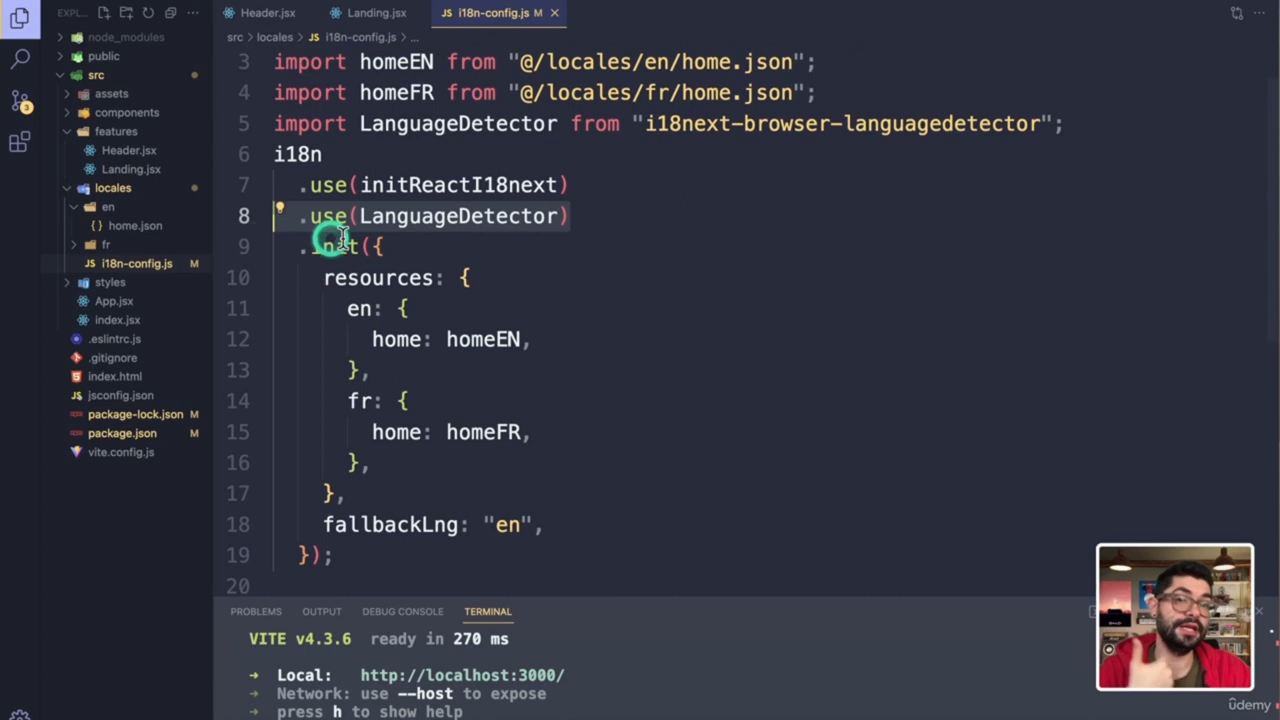 EXPL...
Header.jsx
Landing.jsx
i18n-config.js M
node_modules
public
src
assets
components
features
Header.jsx
Landing.jsx
locales
en
home.json
fr
i18n-config.js M
styles
App.jsx
index.jsx
.eslintrc.js
.gitignore
index.html
jsconfig.json
package-lock.json M
package.json M
vite.config.js
3
src > locales > JS i18n-config.js > ...
3 import homeEN from "@/locales/en/home.json";
4 import homeFR from "@/locales/fr/home.json";
5 import LanguageDetector from "i18next-browser-languagedetector";
6 i18n
7 .use(initReactI18next)
8 .use(LanguageDetector)
9 .init({
10 resources: {
11 en: {
12 home: homeEN,
13 },
14 fr: {
15 home: homeFR,
16 },
17 },
18 fallbackLng: "en",
19 });
20
PROBLEMS OUTPUT DEBUG CONSOLE TERMINAL
VITE v4.3.6 ready in 270 ms
➜ Local: http://localhost:3000/
➜ Network: use --host to expose
➜ press h to show help
ûdemy